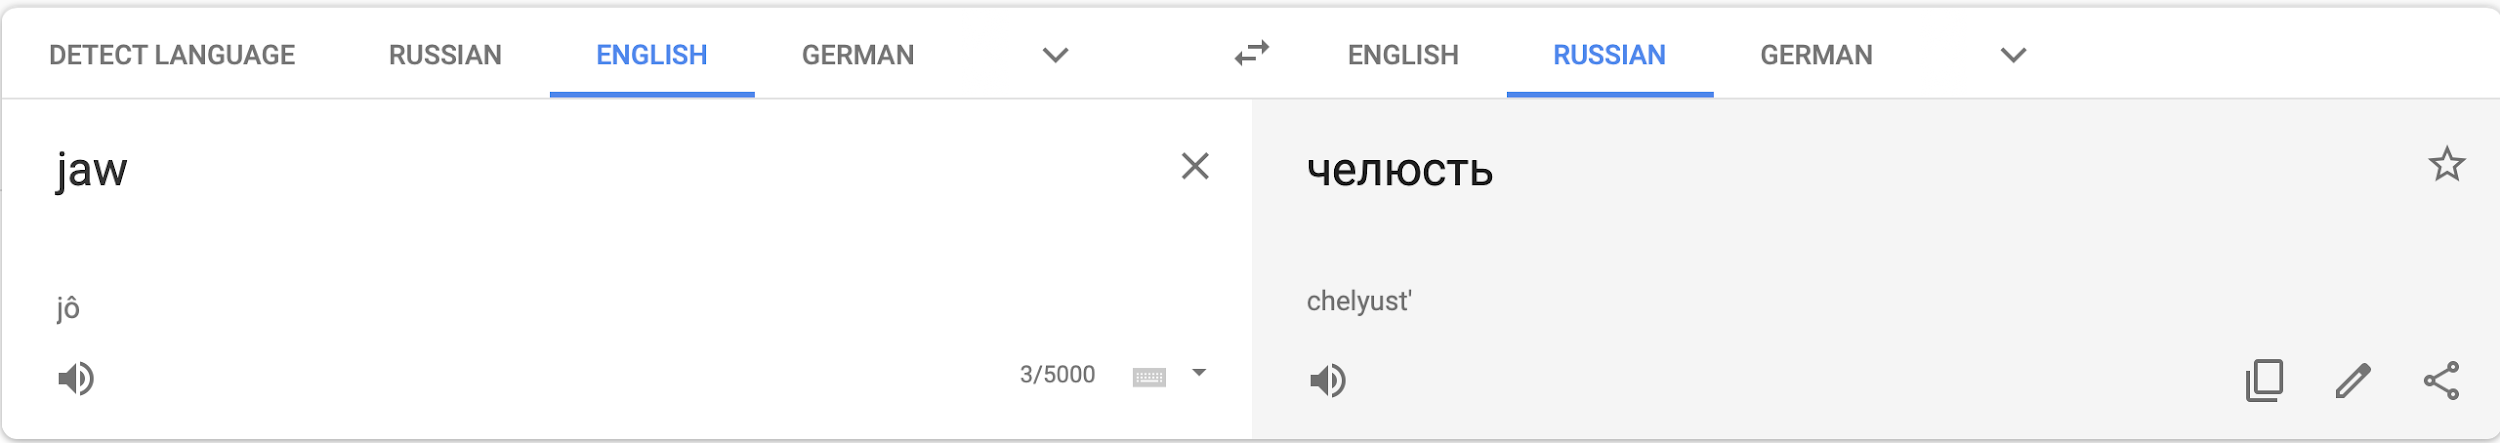 DETECT LANGUAGE RUSSIAN ENGLISH GERMAN ENGLISH RUSSIAN GERMAN
jaw
челюсть
jô
chelyust'
3/5000